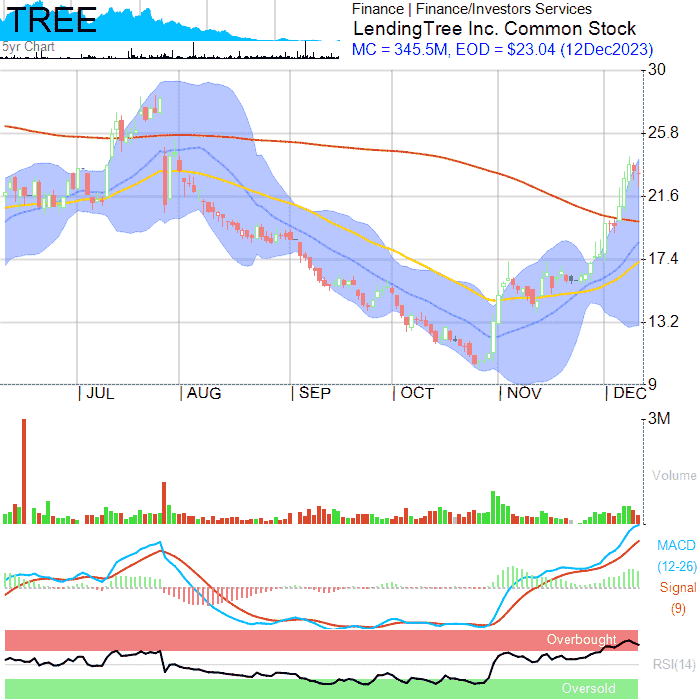 TREE
5yr Chart
Finance | Finance/Investors Services
LendingTree Inc. Common Stock
MC = 345.5M, EOD = $23.04 (12Dec2023)
30
25.8
21.6
17.4
13.2
9
JUL AUG SEP OCT NOV DEC
3M
Volume
MACD
(12-26)
Signal
(9)
Overbought
RSI(14)
Oversold